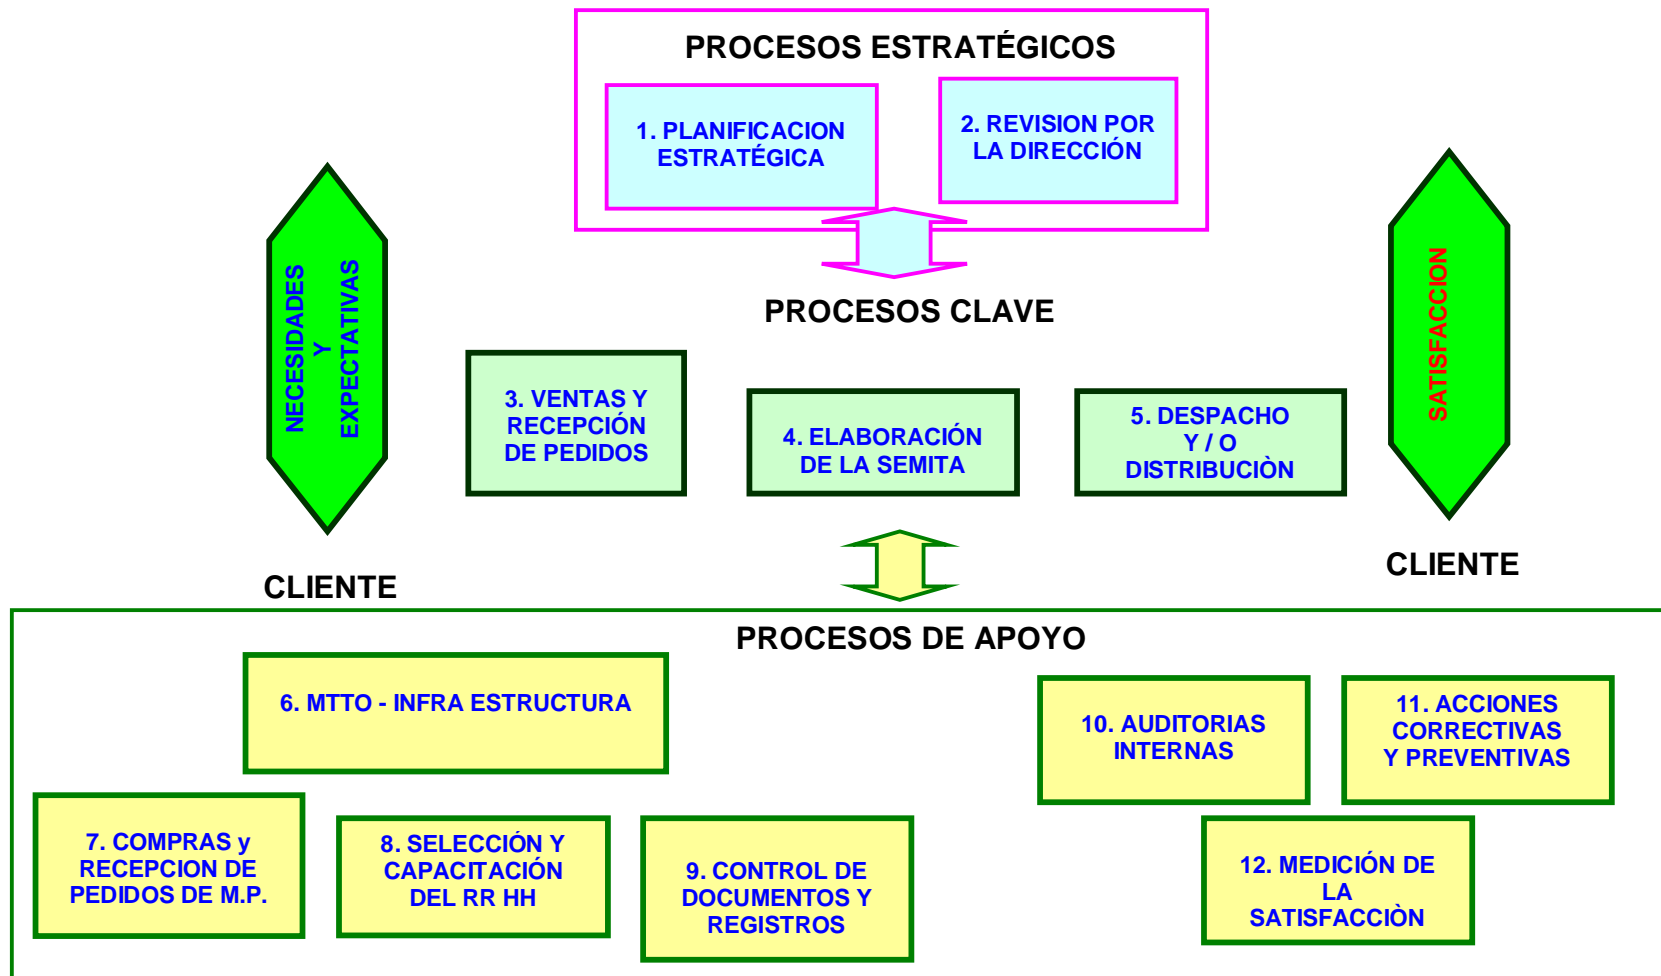 PROCESOS ESTRATÉGICOS
1. PLANIFICACION
ESTRATÉGICA
2. REVISION POR
LA DIRECCIÓN
NECESIDADES
Y
EXPECTATIVAS
SATISFACCION
PROCESOS CLAVE
3. VENTAS Y
RECEPCIÓN
DE PEDIDOS
4. ELABORACIÓN
DE LA SEMITA
5. DESPACHO
Y / O
DISTRIBUCIÒN
CLIENTE
CLIENTE
PROCESOS DE APOYO
6. MTTO - INFRA ESTRUCTURA
10. AUDITORIAS
INTERNAS
11. ACCIONES
CORRECTIVAS
Y PREVENTIVAS
7. COMPRAS y
RECEPCION DE
PEDIDOS DE M.P.
8. SELECCIÓN Y
CAPACITACIÓN
DEL RR HH
9. CONTROL DE
DOCUMENTOS Y
REGISTROS
12. MEDICIÓN DE
LA
SATISFACCIÒN